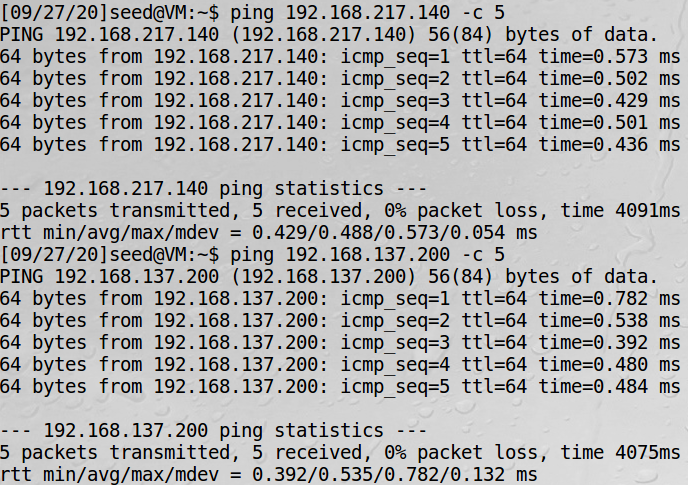 [09/27/20]seed@VM:~$ ping 192.168.217.140 -c 5
PING 192.168.217.140 (192.168.217.140) 56(84) bytes of data.
64 bytes from 192.168.217.140: icmp_seq=1 ttl=64 time=0.573 ms
64 bytes from 192.168.217.140: icmp_seq=2 ttl=64 time=0.502 ms
64 bytes from 192.168.217.140: icmp_seq=3 ttl=64 time=0.429 ms
64 bytes from 192.168.217.140: icmp_seq=4 ttl=64 time=0.501 ms
64 bytes from 192.168.217.140: icmp_seq=5 ttl=64 time=0.436 ms

--- 192.168.217.140 ping statistics ---
5 packets transmitted, 5 received, 0% packet loss, time 4091ms
rtt min/avg/max/mdev = 0.429/0.488/0.573/0.054 ms
[09/27/20]seed@VM:~$ ping 192.168.137.200 -c 5
PING 192.168.137.200 (192.168.137.200) 56(84) bytes of data.
64 bytes from 192.168.137.200: icmp_seq=1 ttl=64 time=0.782 ms
64 bytes from 192.168.137.200: icmp_seq=2 ttl=64 time=0.538 ms
64 bytes from 192.168.137.200: icmp_seq=3 ttl=64 time=0.392 ms
64 bytes from 192.168.137.200: icmp_seq=4 ttl=64 time=0.480 ms
64 bytes from 192.168.137.200: icmp_seq=5 ttl=64 time=0.484 ms

--- 192.168.137.200 ping statistics ---
5 packets transmitted, 5 received, 0% packet loss, time 4075ms
rtt min/avg/max/mdev = 0.392/0.535/0.782/0.132 ms